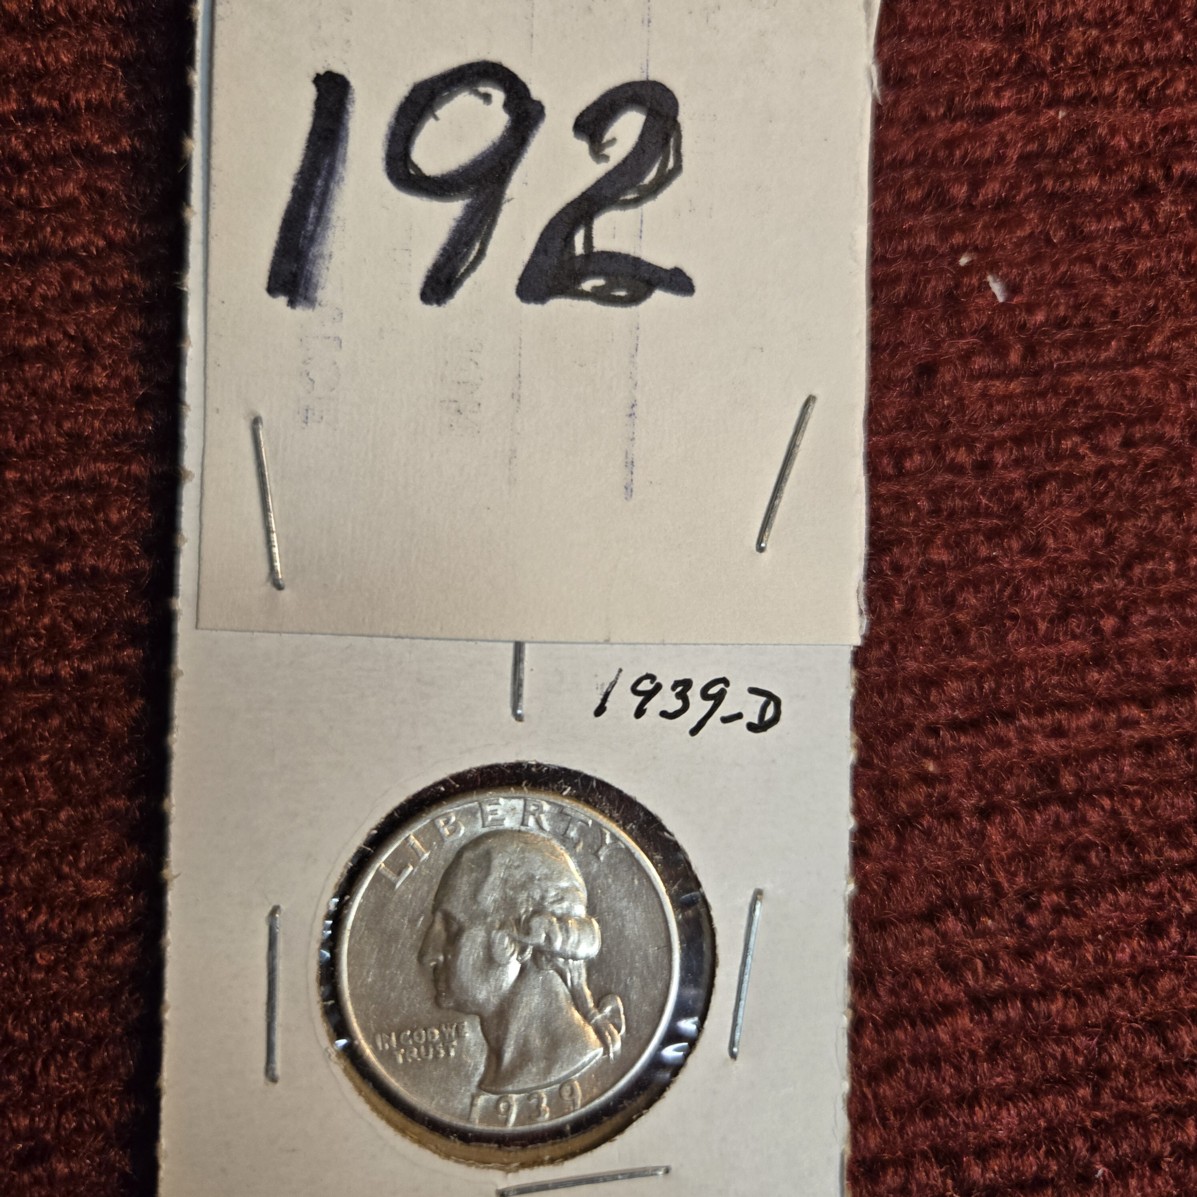 192
1939-D
LIBERTY
IN GOD WE
TRUST
1939